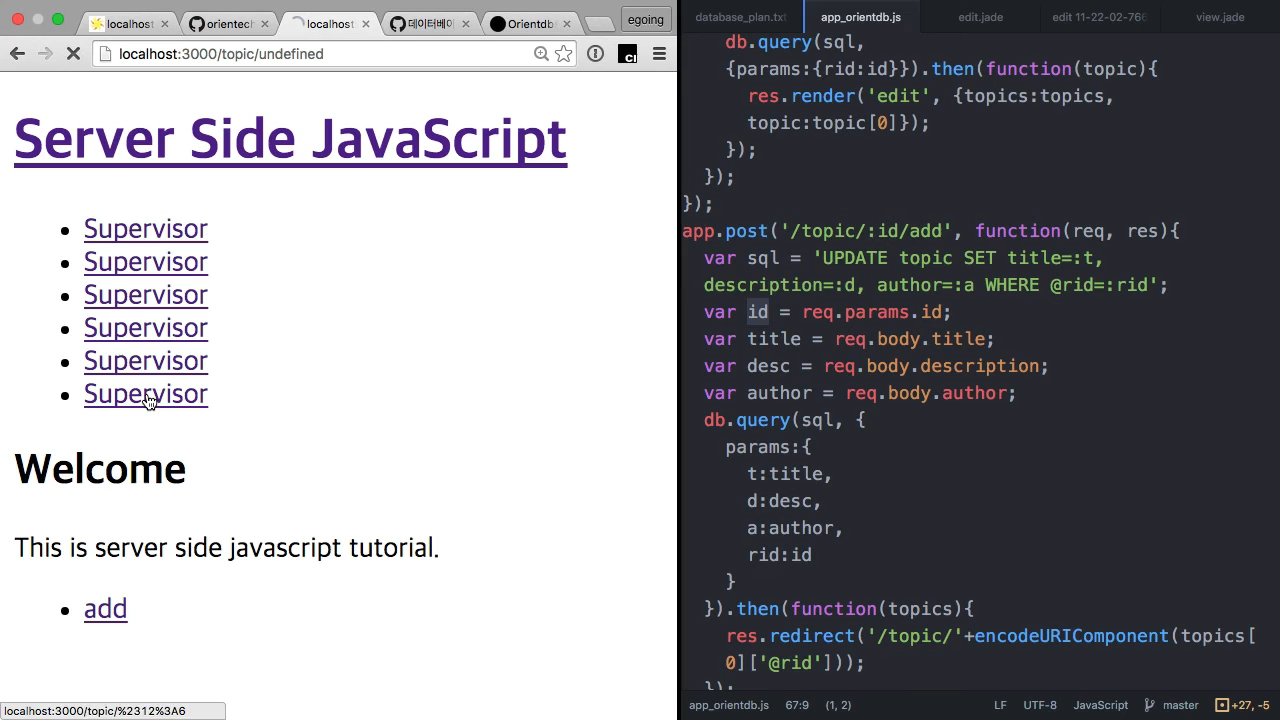 localhost:
orientech
localhost:
데이터베이
Orientdb
egoing
localhost:3000/topic/undefined
Server Side JavaScript
Supervisor
Supervisor
Supervisor
Supervisor
Supervisor
Supervisor
Welcome
This is server side javascript tutorial.
add
localhost:3000/topic/%2312%3A6
database_plan.txt
app_orientdb.js
edit.jade
edit 11-22-02-766
view.jade
db.query(sql,
{params:{rid:id}}).then(function(topic){
res.render('edit', {topics:topics,
topic:topic[0]});
});
});
});
app.post('/topic/:id/add', function(req, res){
var sql = 'UPDATE topic SET title=:t,
description=:d, author=:a WHERE @rid=:rid';
var id = req.params.id;
var title = req.body.title;
var desc = req.body.description;
var author = req.body.author;
db.query(sql, {
params:{
t:title,
d:desc,
a:author,
rid:id
}
}).then(function(topics){
res.redirect('/topic/'+encodeURIComponent(topics[
0]['@rid']));
});
app_orientdb.js 67:9 (1, 2) LF UTF-8 JavaScript master +27, -5